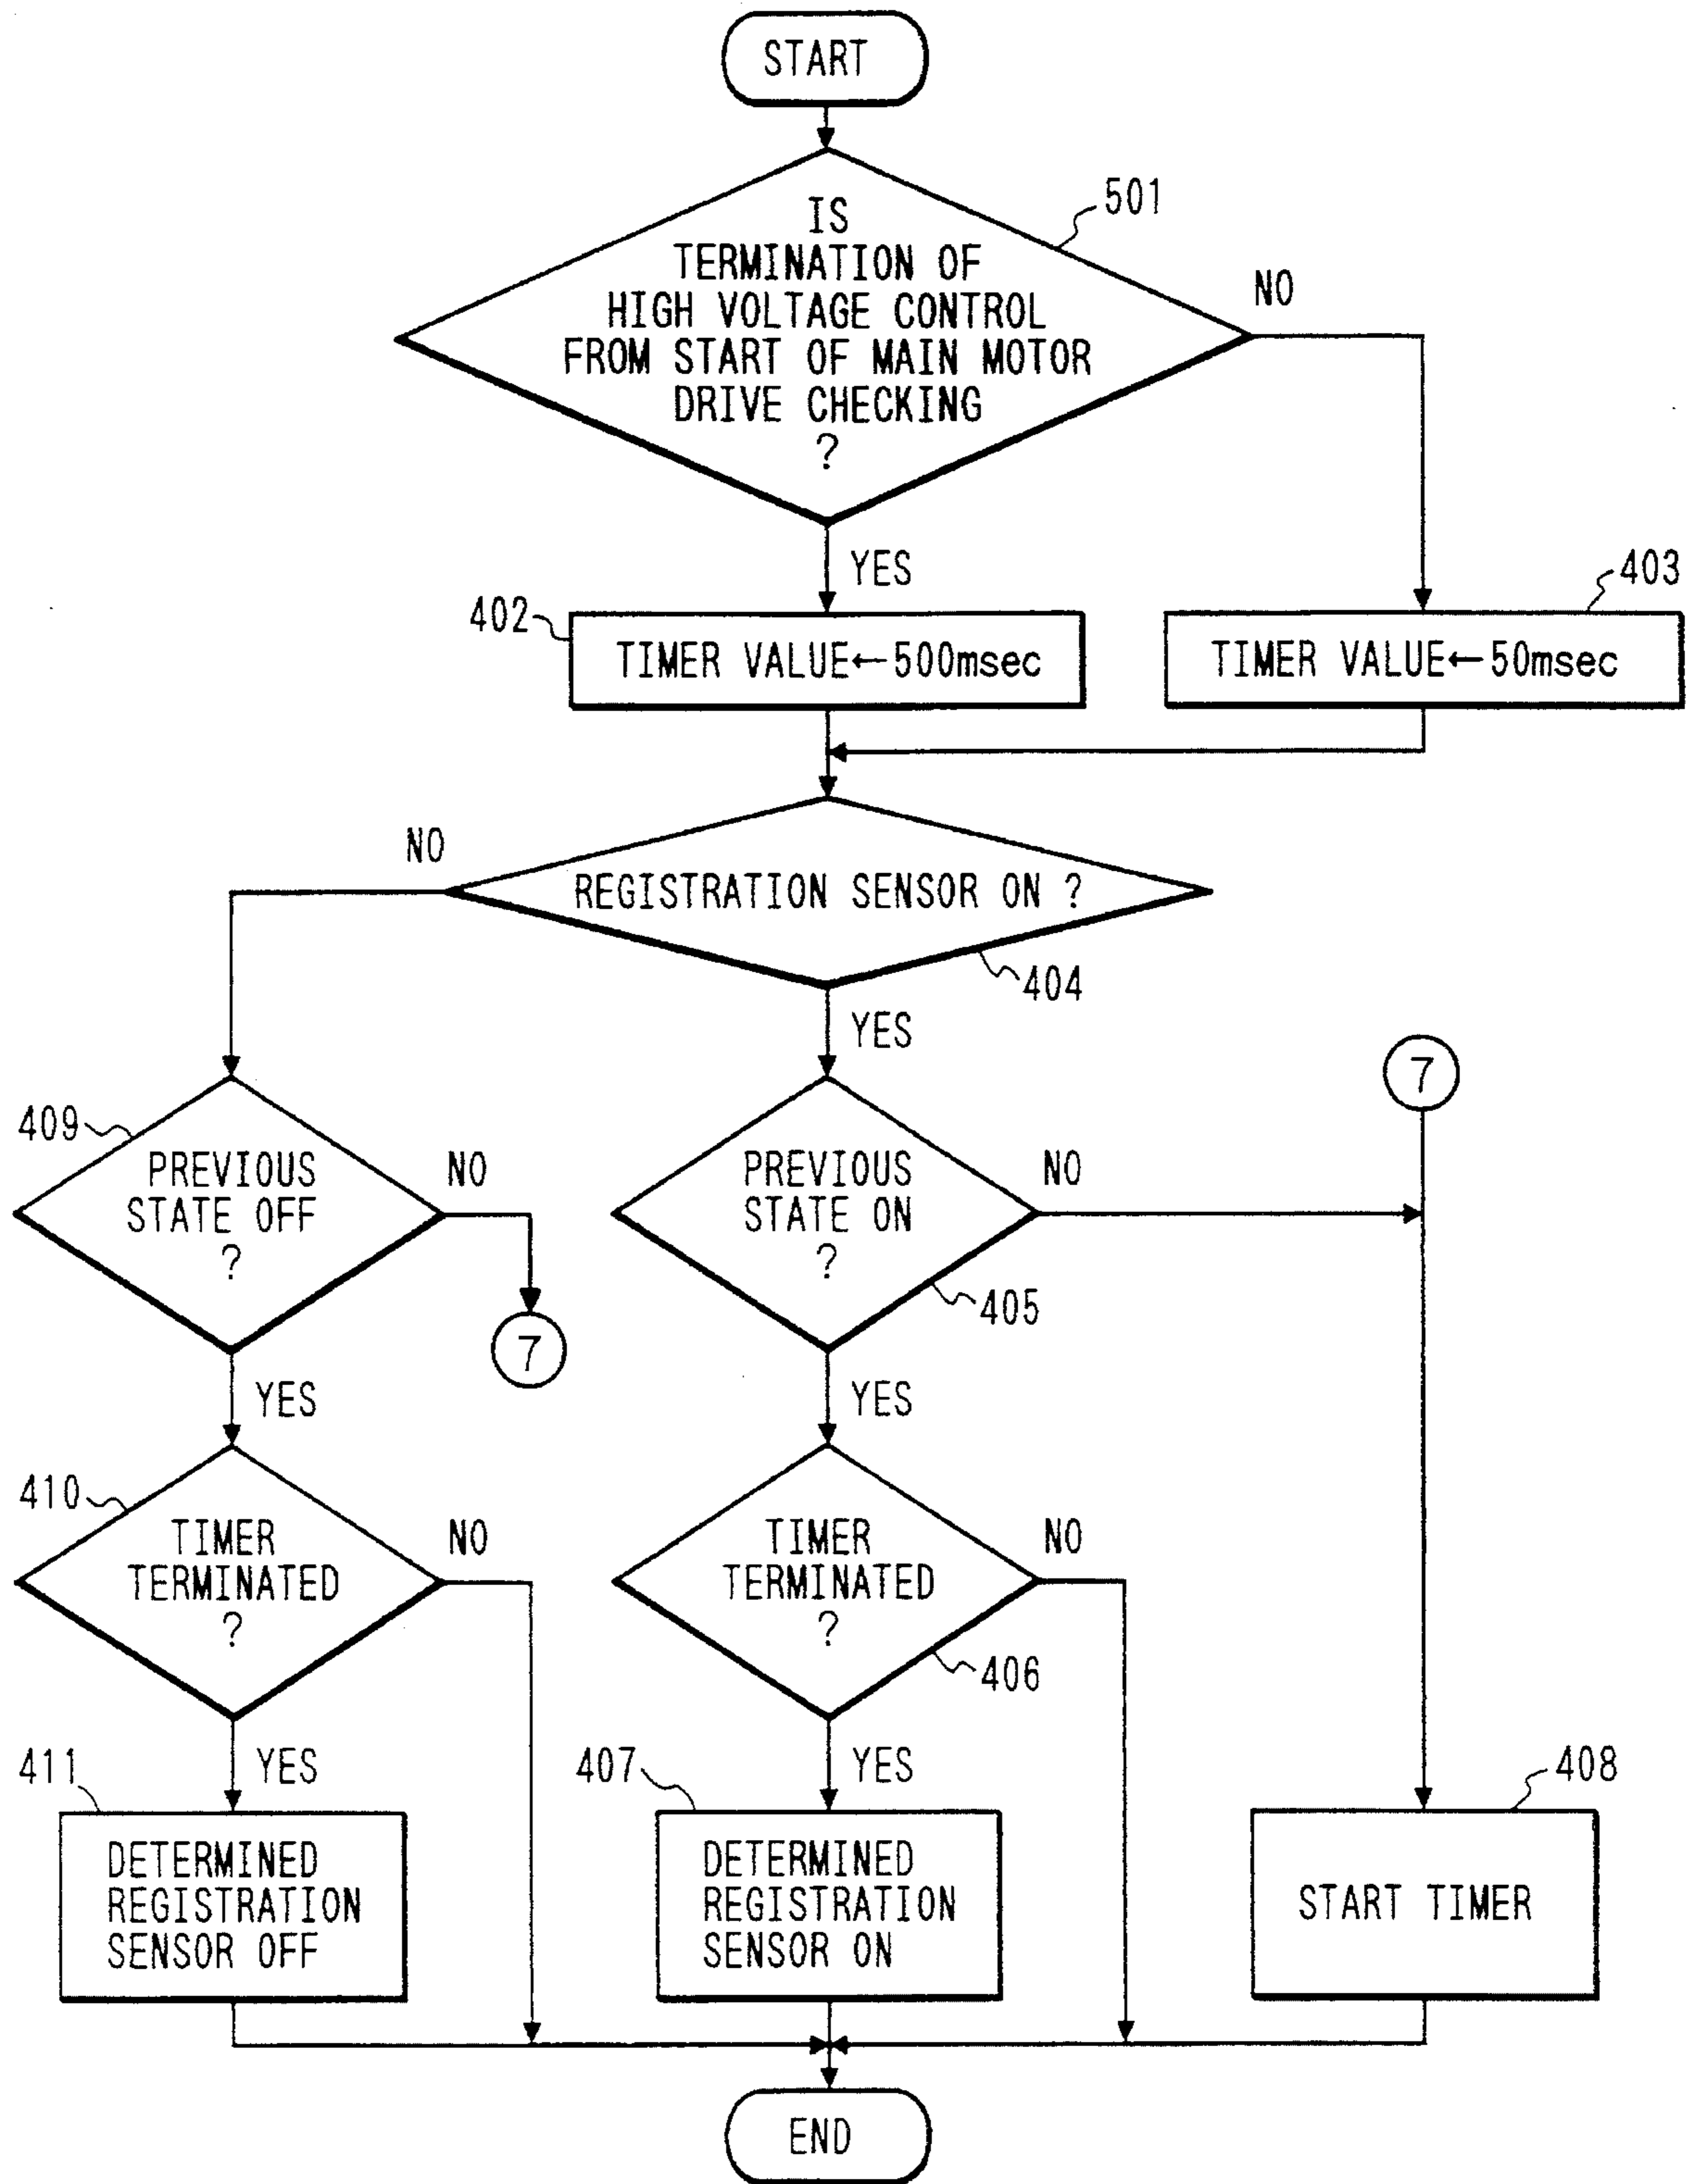 START
501
IS
TERMINATION OF
HIGH VOLTAGE CONTROL
FROM START OF MAIN MOTOR
DRIVE CHECKING
?
NO
YES
402
TIMER VALUE←500msec
403
TIMER VALUE←50msec
NO
REGISTRATION SENSOR ON ?
404
YES
7
409
PREVIOUS
STATE OFF
?
NO
7
YES
PREVIOUS
STATE ON
?
NO
405
YES
410
TIMER
TERMINATED
?
NO
YES
TIMER
TERMINATED
?
NO
406
YES
411
DETERMINED
REGISTRATION
SENSOR OFF
407
DETERMINED
REGISTRATION
SENSOR ON
408
START TIMER
END